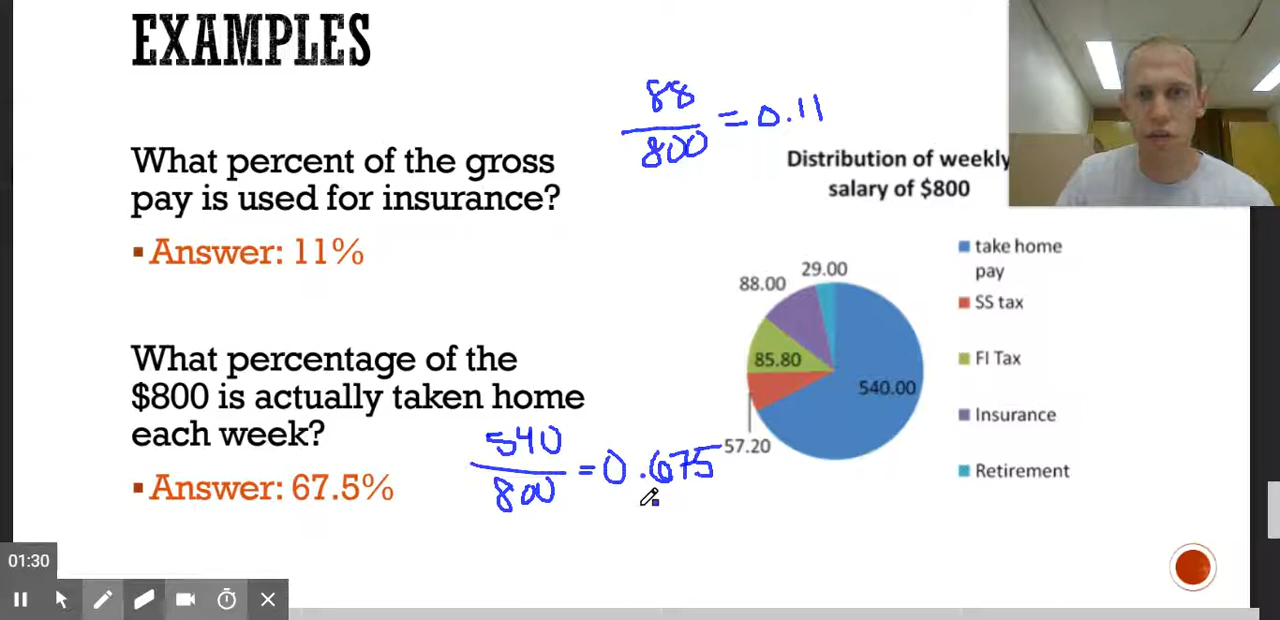 EXAMPLES
88
800
= 0.11
What percent of the gross
pay is used for insurance?
▪ Answer: 11%
What percentage of the
$800 is actually taken home
each week?
540
800
= 0.675
▪ Answer: 67.5%
Distribution of weekly
salary of $800
29.00
88.00
85.80
540.00
57.20
take home
pay
SS tax
FI Tax
Insurance
Retirement
01:30